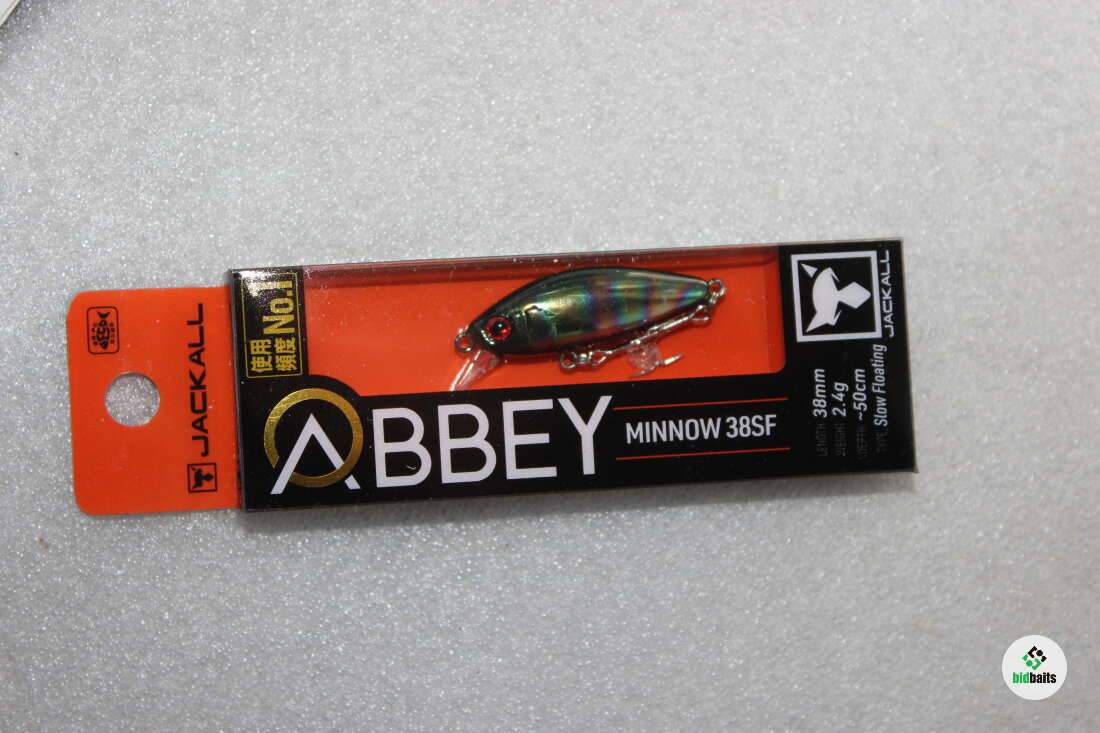 JACKALL
使用
頻度
No.1
ABBEY
MINNOW 38SF
LENGTH 38mm
WEIGHT 2.4g
DEPTH ~50cm
TYPE Slow Floating
JACKALL
bidbaits